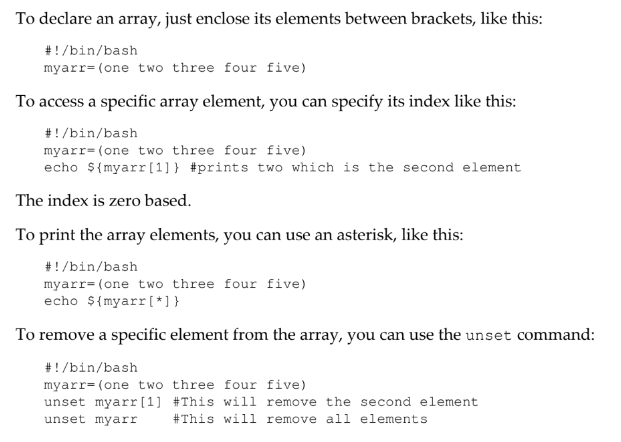 To declare an array, just enclose its elements between brackets, like this:
#!/bin/bash
myarr=(one two three four five)
To access a specific array element, you can specify its index like this:
#!/bin/bash
myarr=(one two three four five)
echo ${myarr[1]} #prints two which is the second element
The index is zero based.
To print the array elements, you can use an asterisk, like this:
#!/bin/bash
myarr=(one two three four five)
echo ${myarr[*]}
To remove a specific element from the array, you can use the unset command:
#!/bin/bash
myarr=(one two three four five)
unset myarr[1] #This will remove the second element
unset myarr    #This will remove all elements